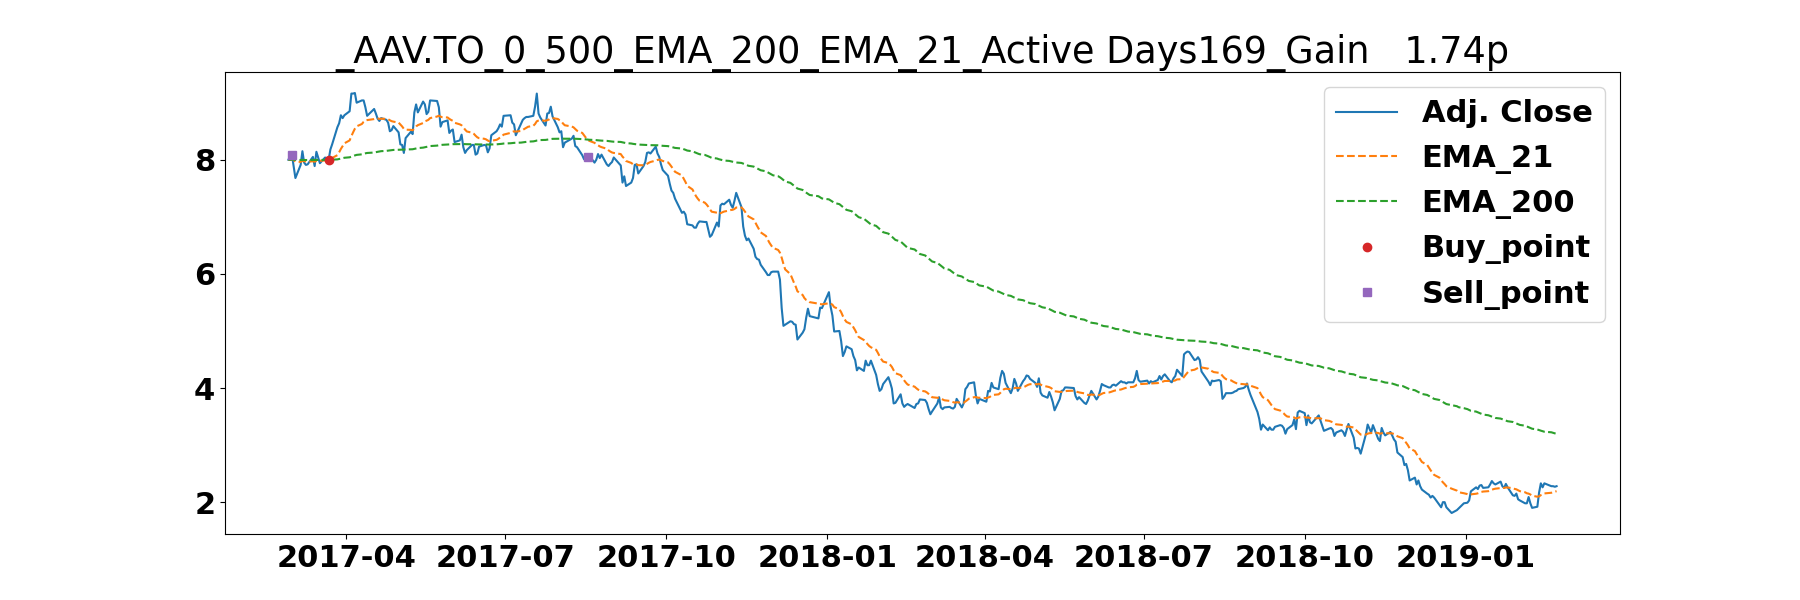 _AAV.TO_0_500_EMA_200_EMA_21_Active Days169_Gain   1.74p
Adj. Close
EMA_21
EMA_200
Buy_point
Sell_point
8
6
4
2
2017-04 2017-07 2017-10 2018-01 2018-04 2018-07 2018-10 2019-01